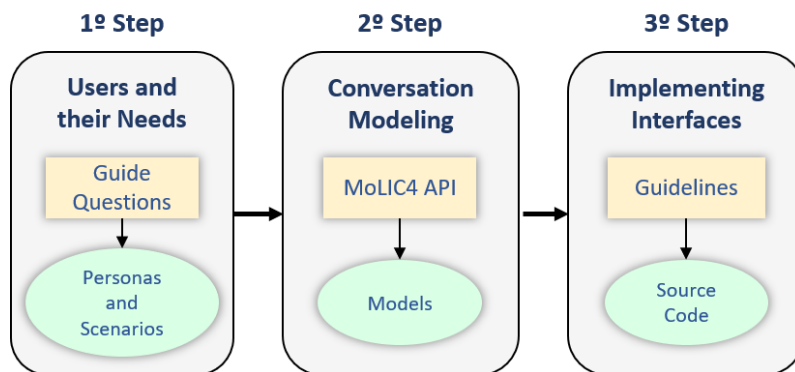 1º Step
2º Step
3º Step
Users and
their Needs
Guide
Questions
Personas
and
Scenarios
Conversation
Modeling
MoLIC4 API
Models
Implementing
Interfaces
Guidelines
Source
Code